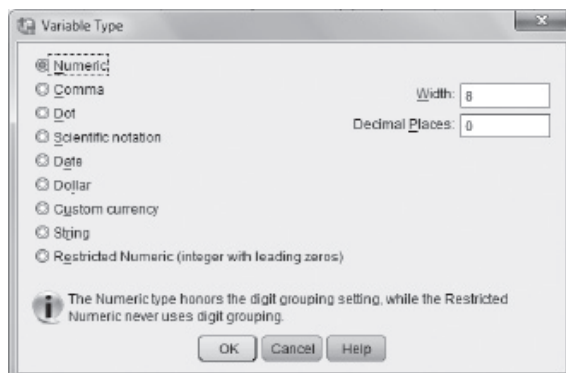 Variable Type
Numeric
Comma
Dot
Scientific notation
Date
Dollar
Custom currency
String
Restricted Numeric (integer with leading zeros)
Width: 8
Decimal Places: 0
The Numeric type honors the digit grouping setting, while the Restricted
Numeric never uses digit grouping.
OK Cancel Help